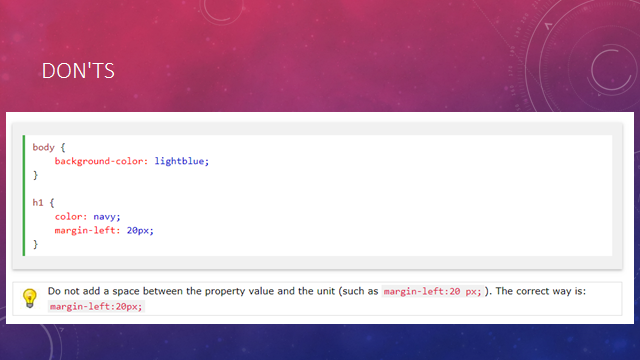 DON'TS
body {
    background-color: lightblue;
}
h1 {
    color: navy;
    margin-left: 20px;
}
Do not add a space between the property value and the unit (such as margin-left:20 px;). The correct way is:
margin-left:20px;